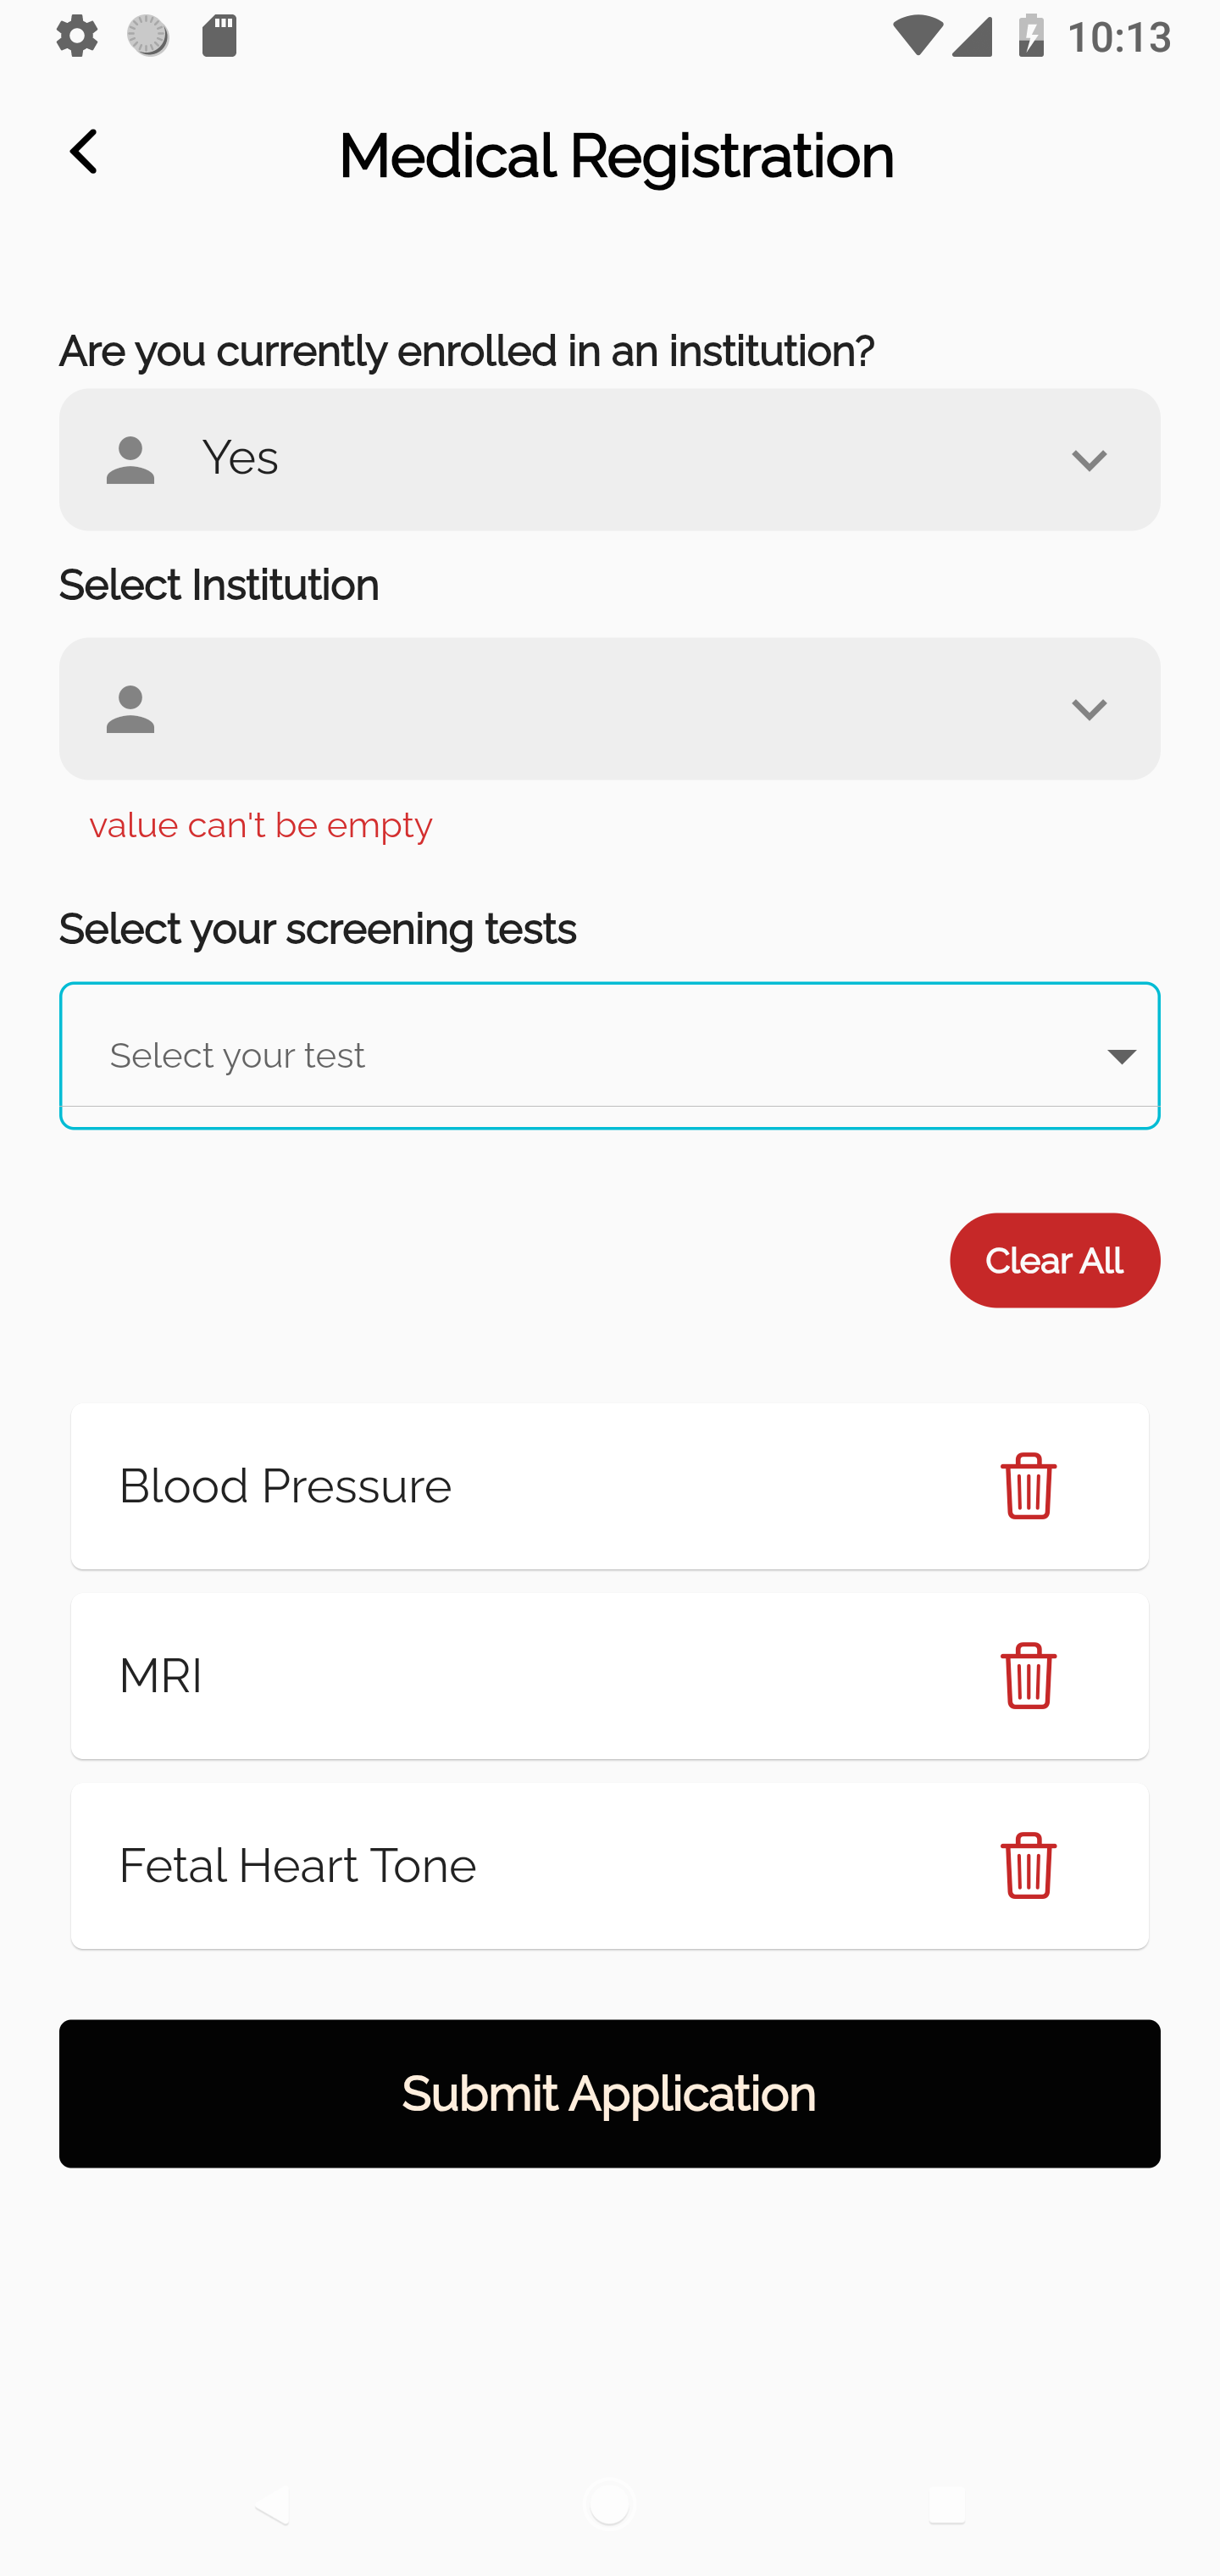 10:13
Medical Registration
Are you currently enrolled in an institution?
Yes
Select Institution
value can't be empty
Select your screening tests
Select your test
Clear All
Blood Pressure
MRI
Fetal Heart Tone
Submit Application